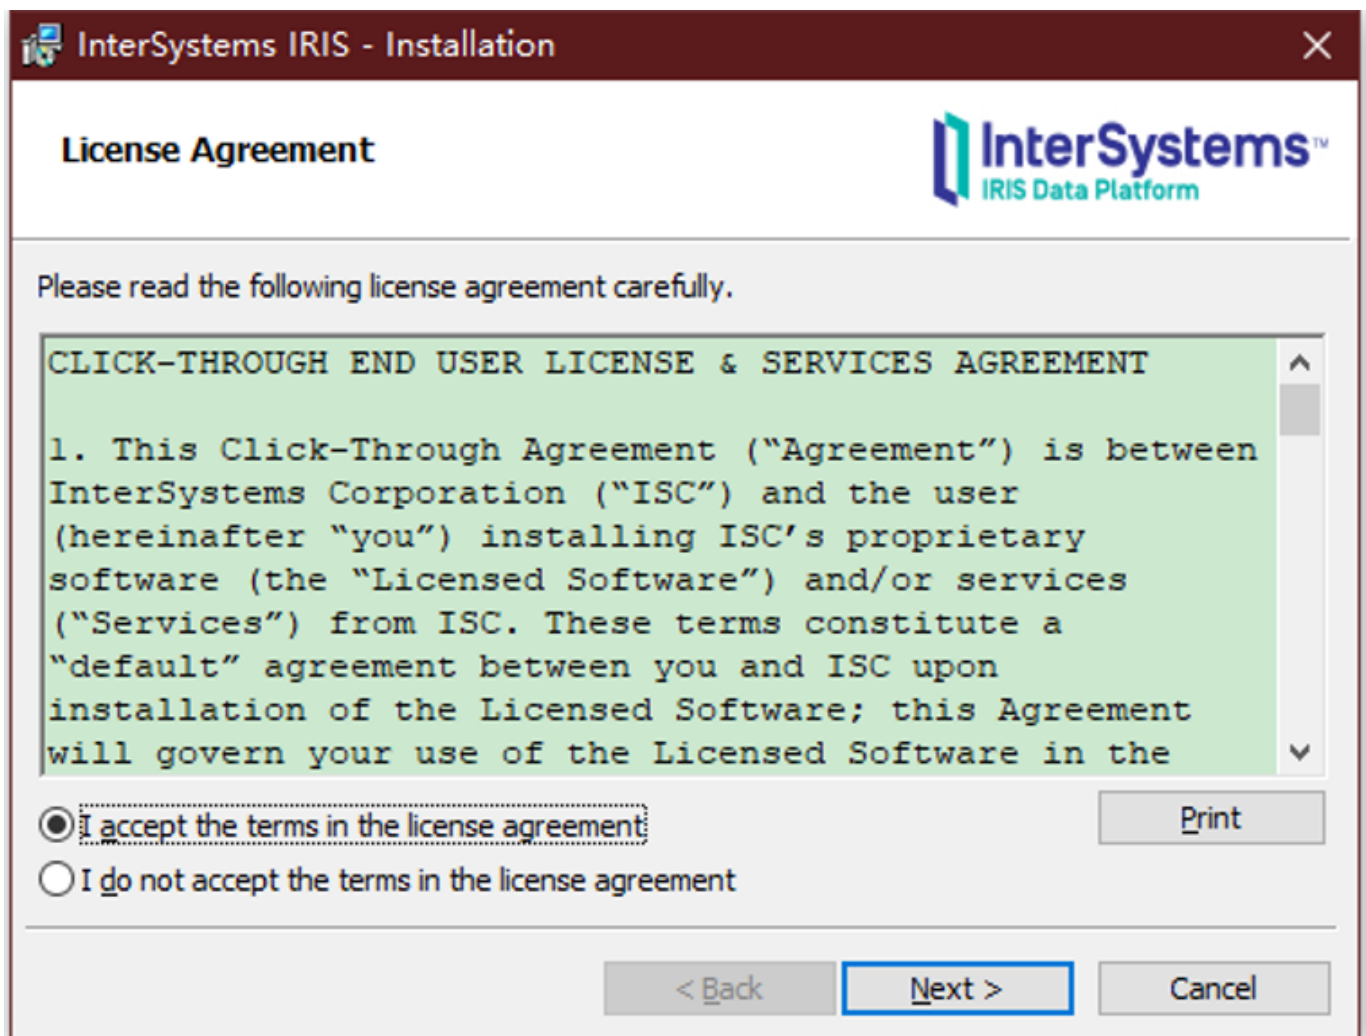 InterSystems IRIS - Installation
License Agreement
InterSystems™
IRIS Data Platform
Please read the following license agreement carefully.
CLICK-THROUGH END USER LICENSE & SERVICES AGREEMENT
1. This Click-Through Agreement (“Agreement”) is between
InterSystems Corporation (“ISC”) and the user
(hereinafter “you”) installing ISC’s proprietary
software (the “Licensed Software”) and/or services
(“Services”) from ISC. These terms constitute a
“default” agreement between you and ISC upon
installation of the Licensed Software; this Agreement
will govern your use of the Licensed Software in the
I accept the terms in the license agreement
Print
I do not accept the terms in the license agreement
< Back
Next >
Cancel